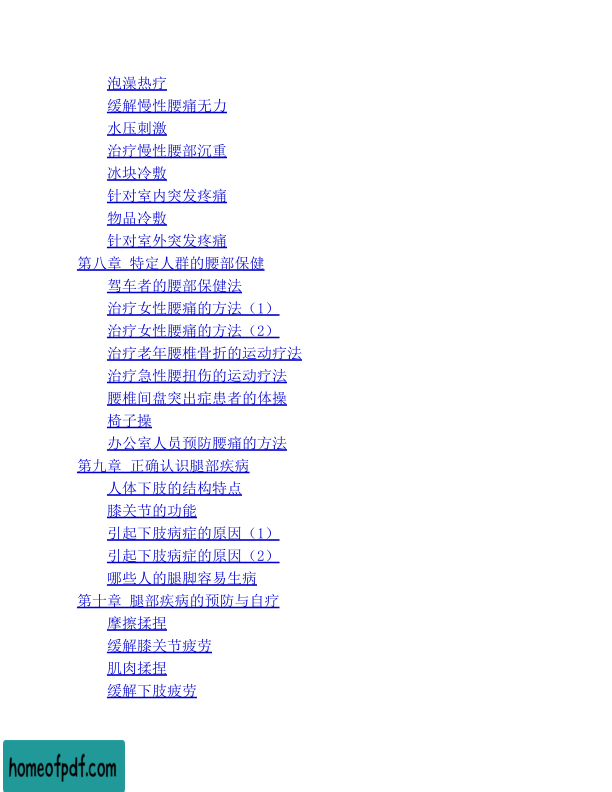 泡澡热疗
缓解慢性腰痛无力
水压刺激
治疗慢性腰部沉重
冰块冷敷
针对室内突发疼痛
物品冷敷
针对室外突发疼痛
第八章 特定人群的腰部保健
驾车者的腰部保健法
治疗女性腰痛的方法（1）
治疗女性腰痛的方法（2）
治疗老年腰椎骨折的运动疗法
治疗急性腰扭伤的运动疗法
腰椎间盘突出症患者的体操
椅子操
办公室人员预防腰痛的方法
第九章 正确认识腿部疾病
人体下肢的结构特点
膝关节的功能
引起下肢病症的原因（1）
引起下肢病症的原因（2）
哪些人的腿脚容易生病
第十章 腿部疾病的预防与自疗
摩擦揉捏
缓解膝关节疲劳
肌肉揉捏
缓解下肢疲劳
homeofpdf.com